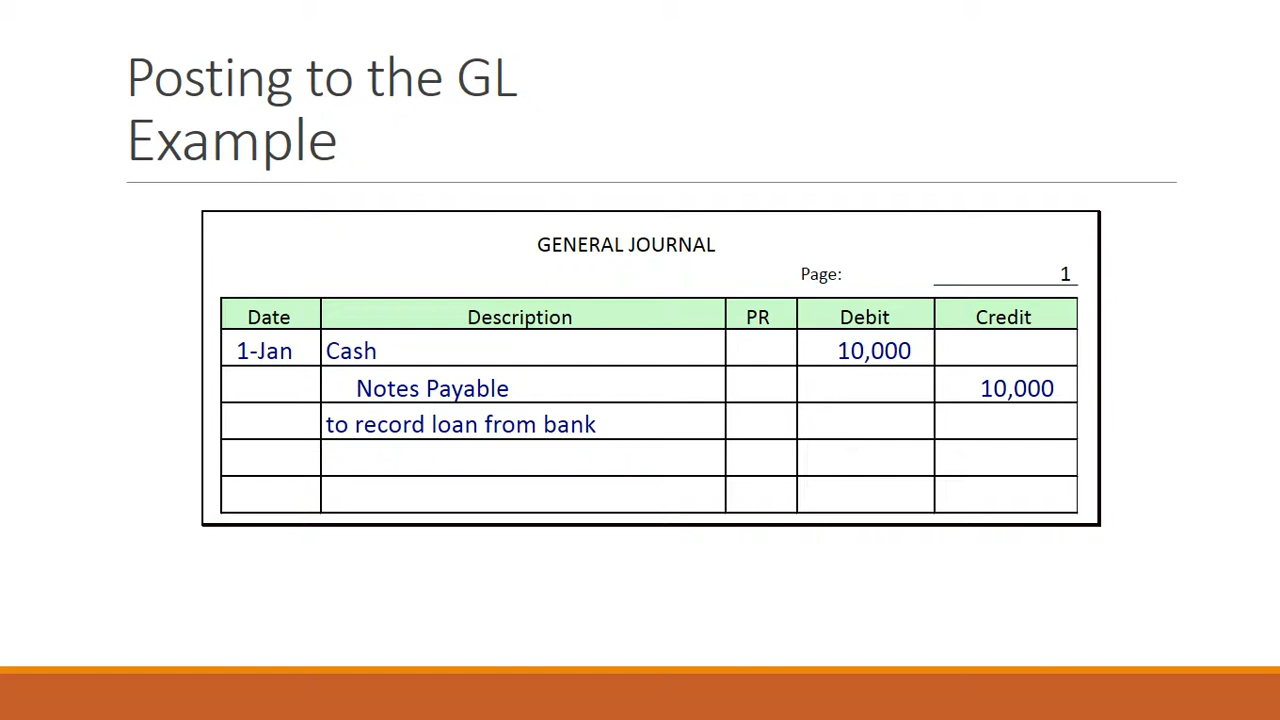 Posting to the GL
Example
GENERAL JOURNAL
Page: 1
Date Description PR Debit Credit
1-Jan Cash 10,000
Notes Payable 10,000
to record loan from bank